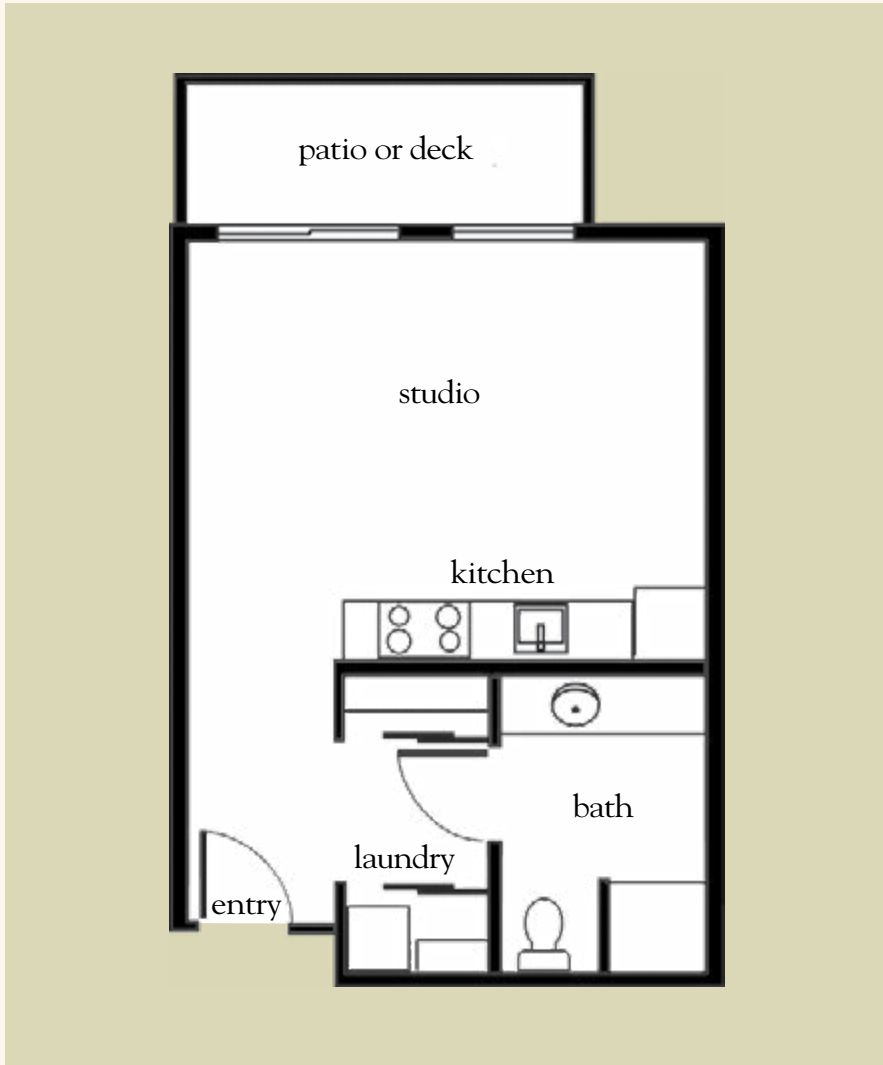 patio or deck
studio
kitchen
bath
laundry
entry